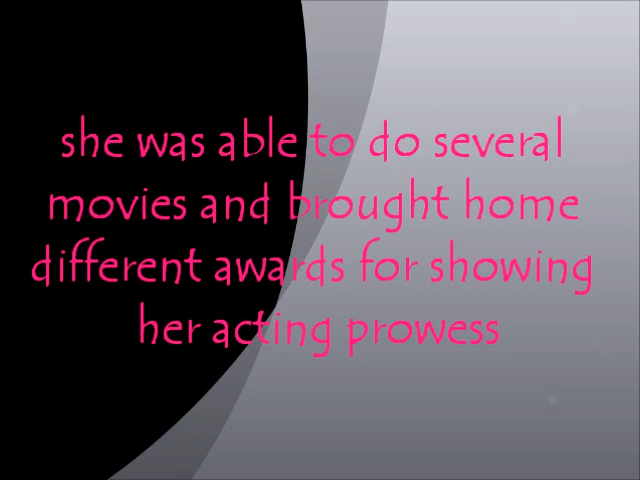 she was able to do several
movies and brought home
different awards for showing
her acting prowess